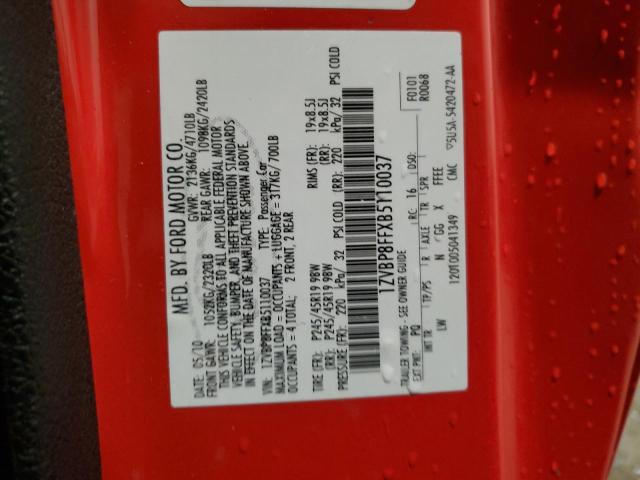 MFD. BY FORD MOTOR CO.
DATE: 05/10 GVWR: 2136KG/4710LB
FRONT GAWR: 1052KG/2320LB REAR GAWR: 1098KG/2420LB
THIS VEHICLE CONFORMS TO ALL APPLICABLE FEDERAL MOTOR
VEHICLE SAFETY, BUMPER, AND THEFT PREVENTION STANDARDS
IN EFFECT ON THE DATE OF MANUFACTURE SHOWN ABOVE.
VIN: 1ZVBP8FFXB5110037 TYPE: Passenger Car
MAXIMUM LOAD = OCCUPANTS + LUGGAGE = 317KG/700LB
OCCUPANTS = 4 TOTAL: 2 FRONT, 2 REAR
TIRE (FR): P245/45R19 98W RIMS (FR): 19x8.5J
(RR): P245/45R19 98W (RR): 19x8.5J
(FR): 220 kPa/ 32 PSI COLD (RR): 220 kPa/ 32 PSI COLD
1ZVBP8FFXB5110037
TRAILER TOWING- SEE OWNER GUIDE
EXT PNT: PQ RC: 16 DSO: F0101
R0068
INT TR TP/PS R AXLE TR SPR
LW N GG X FFEE
12011005041349 CMC 5U5A-5420472-AA